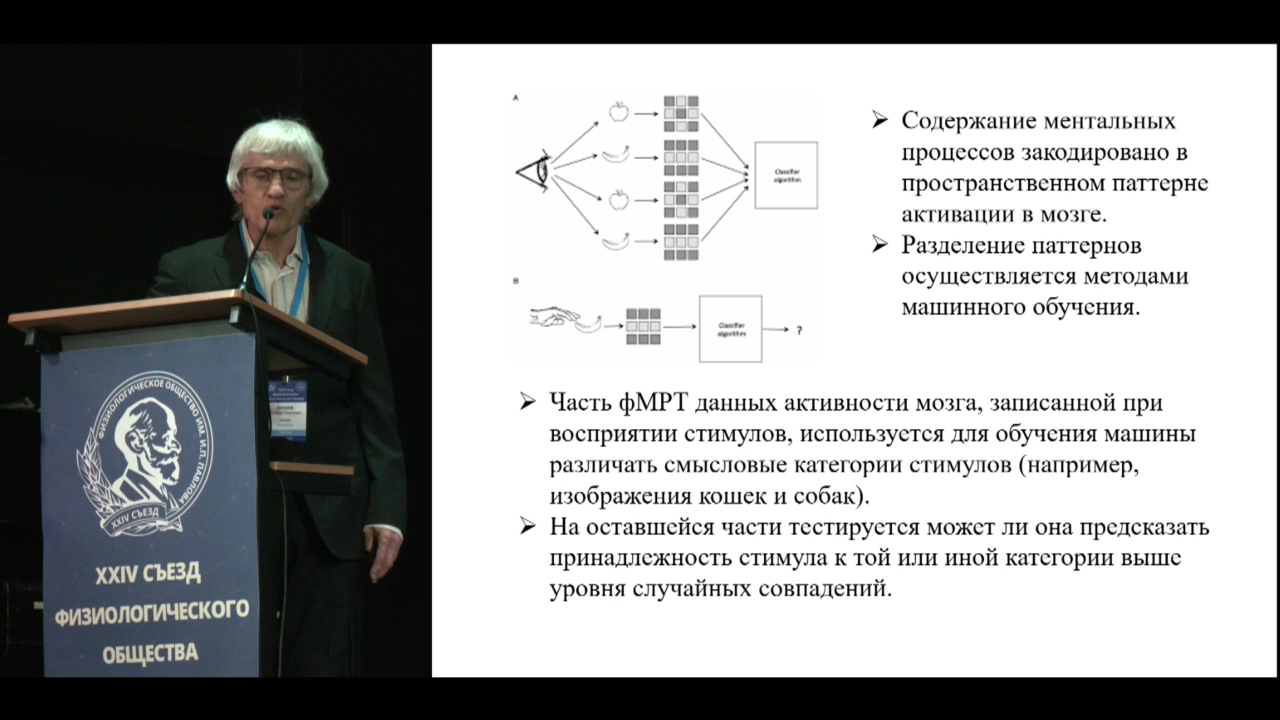 A
Classifier
algorithm
B
Classifier
algorithm
?
➢ Содержание ментальных
процессов закодировано в
пространственном паттерне
активации в мозге.
➢ Разделение паттернов
осуществляется методами
машинного обучения.
➢ Часть фМРТ данных активности мозга, записанной при
восприятии стимулов, используется для обучения машины
различать смысловые категории стимулов (например,
изображения кошек и собак).
➢ На оставшейся части тестируется может ли она предсказать
принадлежность стимула к той или иной категории выше
уровня случайных совпадений.
ФИЗИОЛОГИЧЕСКОЕ ОБЩЕСТВО ИМ. И.П. ПАВЛОВА
XXIV СЪЕЗД
XXIV СЪЕЗД
ФИЗИОЛОГИЧЕСКОГО
ОБЩЕСТВА